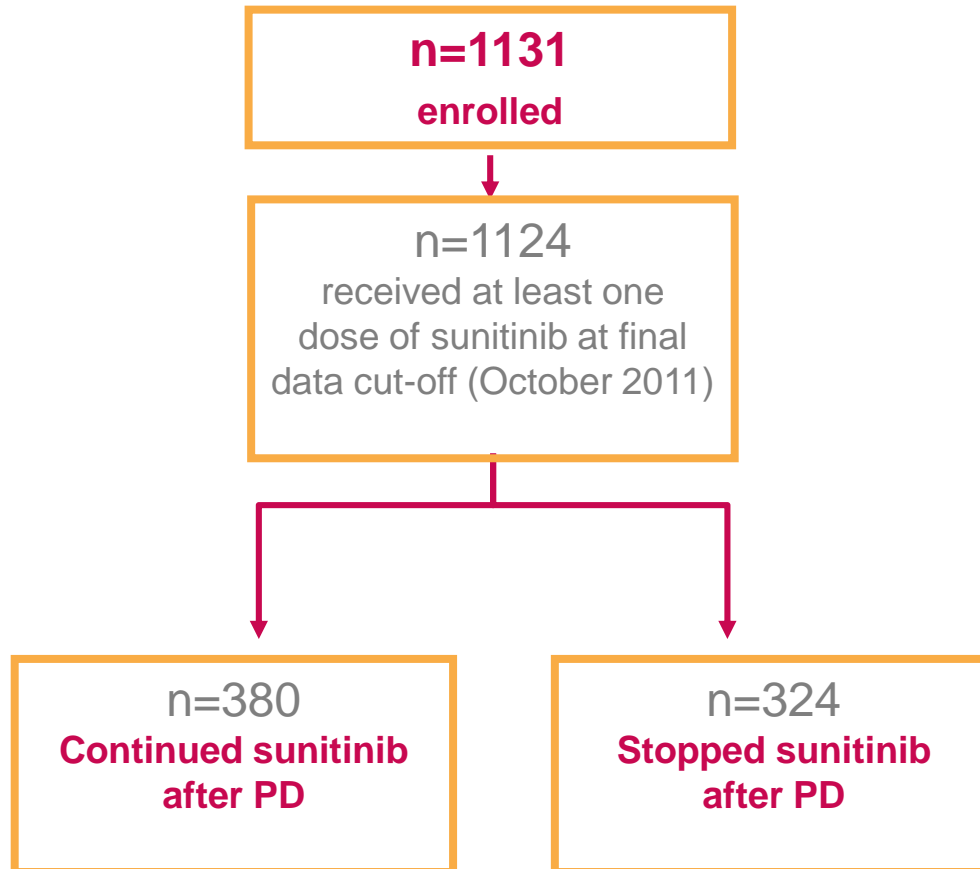 n=1131
enrolled
n=1124
received at least one
dose of sunitinib at final
data cut-off (October 2011)
n=380
Continued sunitinib
after PD
n=324
Stopped sunitinib
after PD